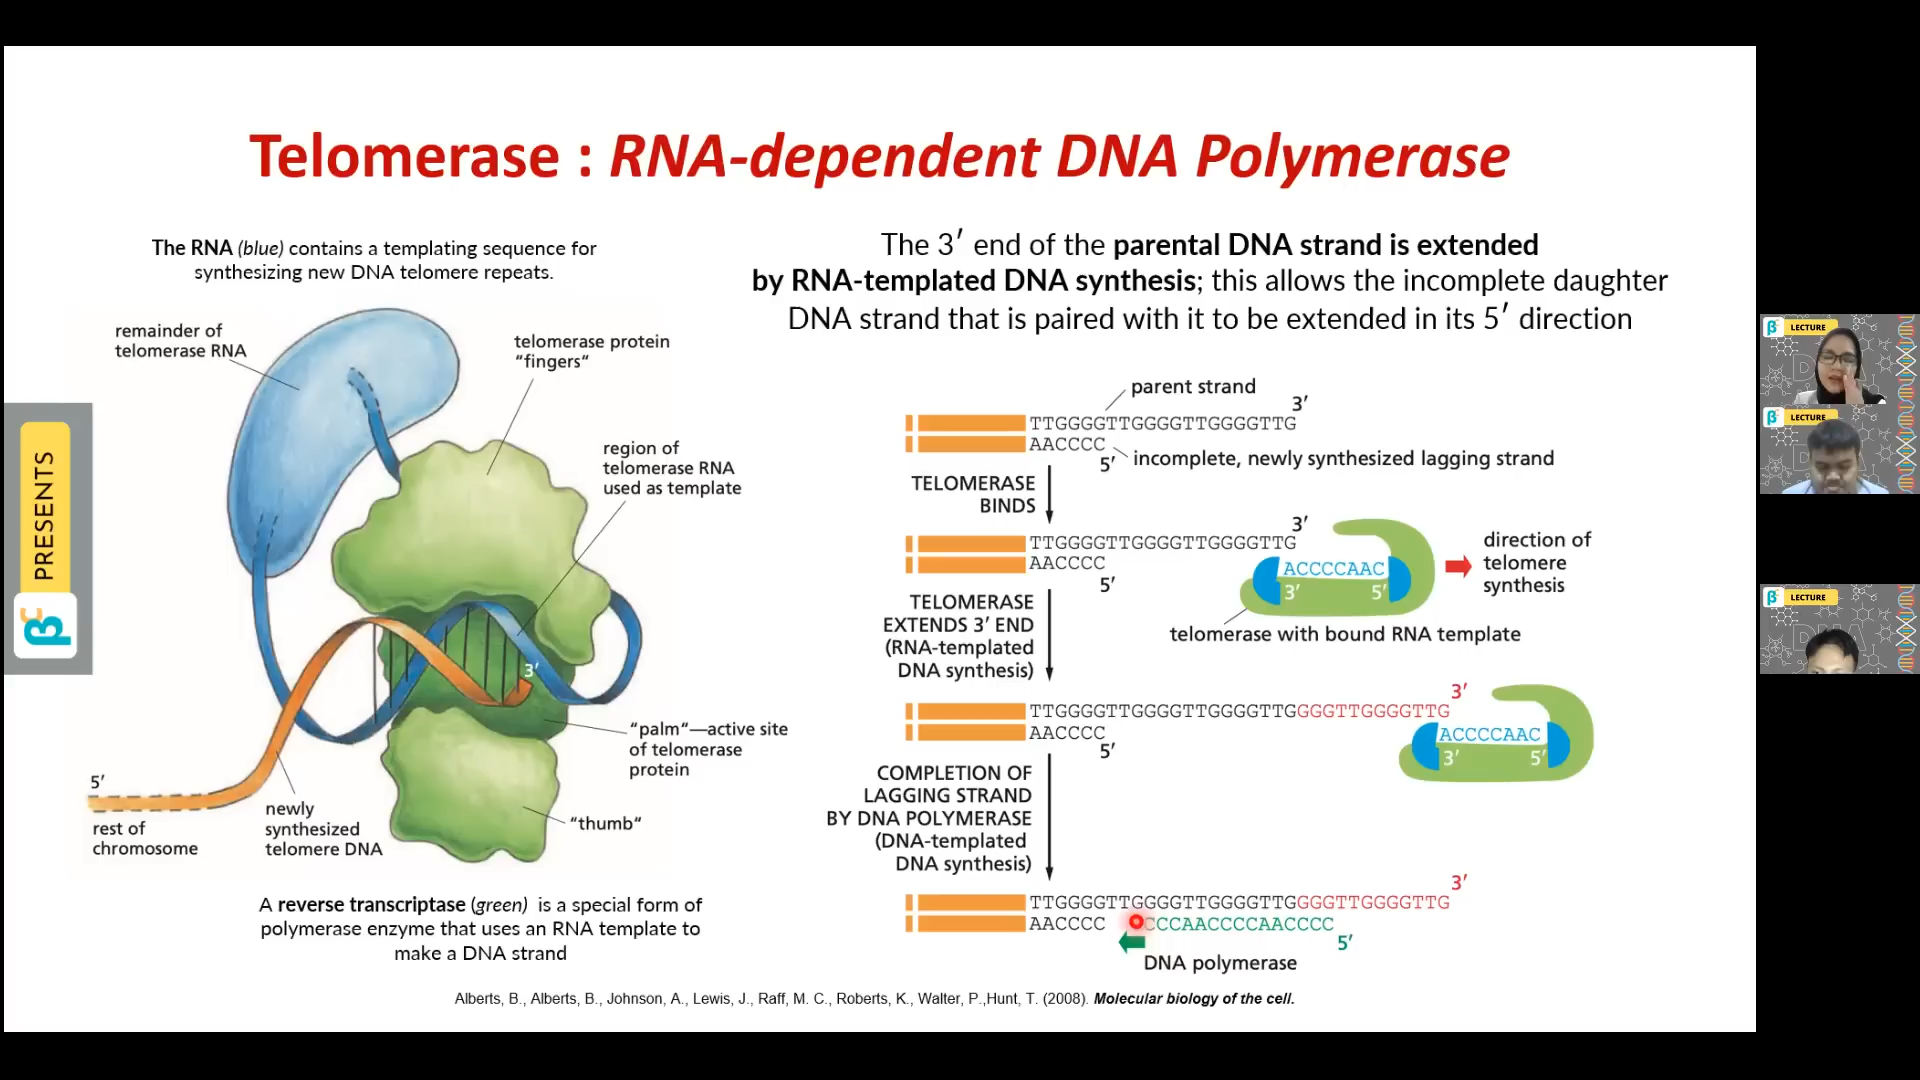 Telomerase : RNA-dependent DNA Polymerase
The RNA (blue) contains a templating sequence for
synthesizing new DNA telomere repeats.
remainder of
telomerase RNA
telomerase protein
“fingers“
region of
telomerase RNA
used as template
3′
“palm“—active site
of telomerase
protein
5′
rest of
chromosome
newly
synthesized
telomere DNA
“thumb“
A reverse transcriptase (green) is a special form of
polymerase enzyme that uses an RNA template to
make a DNA strand
The 3′ end of the parental DNA strand is extended
by RNA-templated DNA synthesis; this allows the incomplete daughter
DNA strand that is paired with it to be extended in its 5′ direction
parent strand
3′
TTGGGGTTGGGGTTGGGGTTG
AACCCC
5′
incomplete, newly synthesized lagging strand
TELOMERASE
BINDS
3′
TTGGGGTTGGGGTTGGGGTTG
AACCCC
5′
ACCCCAAC
3′ 5′
direction of
telomere
synthesis
telomerase with bound RNA template
TELOMERASE
EXTENDS 3′ END
(RNA-templated
DNA synthesis)
3′
TTGGGGTTGGGGTTGGGGTTGGGGTTGGGGTTG
AACCCC
5′
ACCCCAAC
3′ 5′
COMPLETION OF
LAGGING STRAND
BY DNA POLYMERASE
(DNA-templated
DNA synthesis)
3′
TTGGGGTTGGGGTTGGGGTTGGGGTTGGGGTTG
AACCCC CCCAACCCCAACCCC
5′
DNA polymerase
Alberts, B., Alberts, B., Johnson, A., Lewis, J., Raff, M. C., Roberts, K., Walter, P.,Hunt, T. (2008). Molecular biology of the cell.
PRESENTS
β
β LECTURE
β LECTURE
β LECTURE